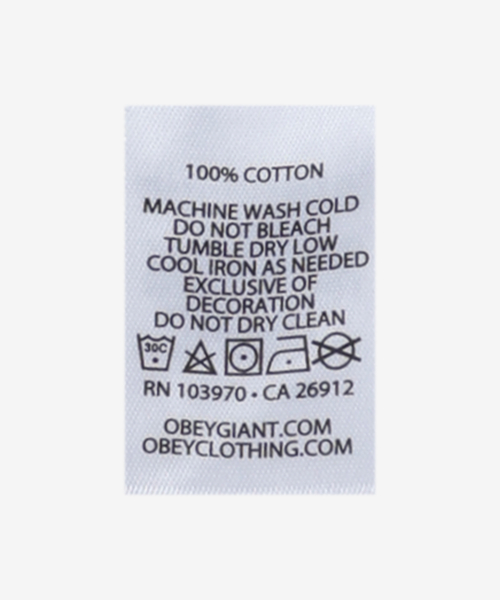 100% COTTON
MACHINE WASH COLD
DO NOT BLEACH
TUMBLE DRY LOW
COOL IRON AS NEEDED
EXCLUSIVE OF
DECORATION
DO NOT DRY CLEAN
30C
RN 103970 • CA 26912
OBEYGIANT.COM
OBEYCLOTHING.COM